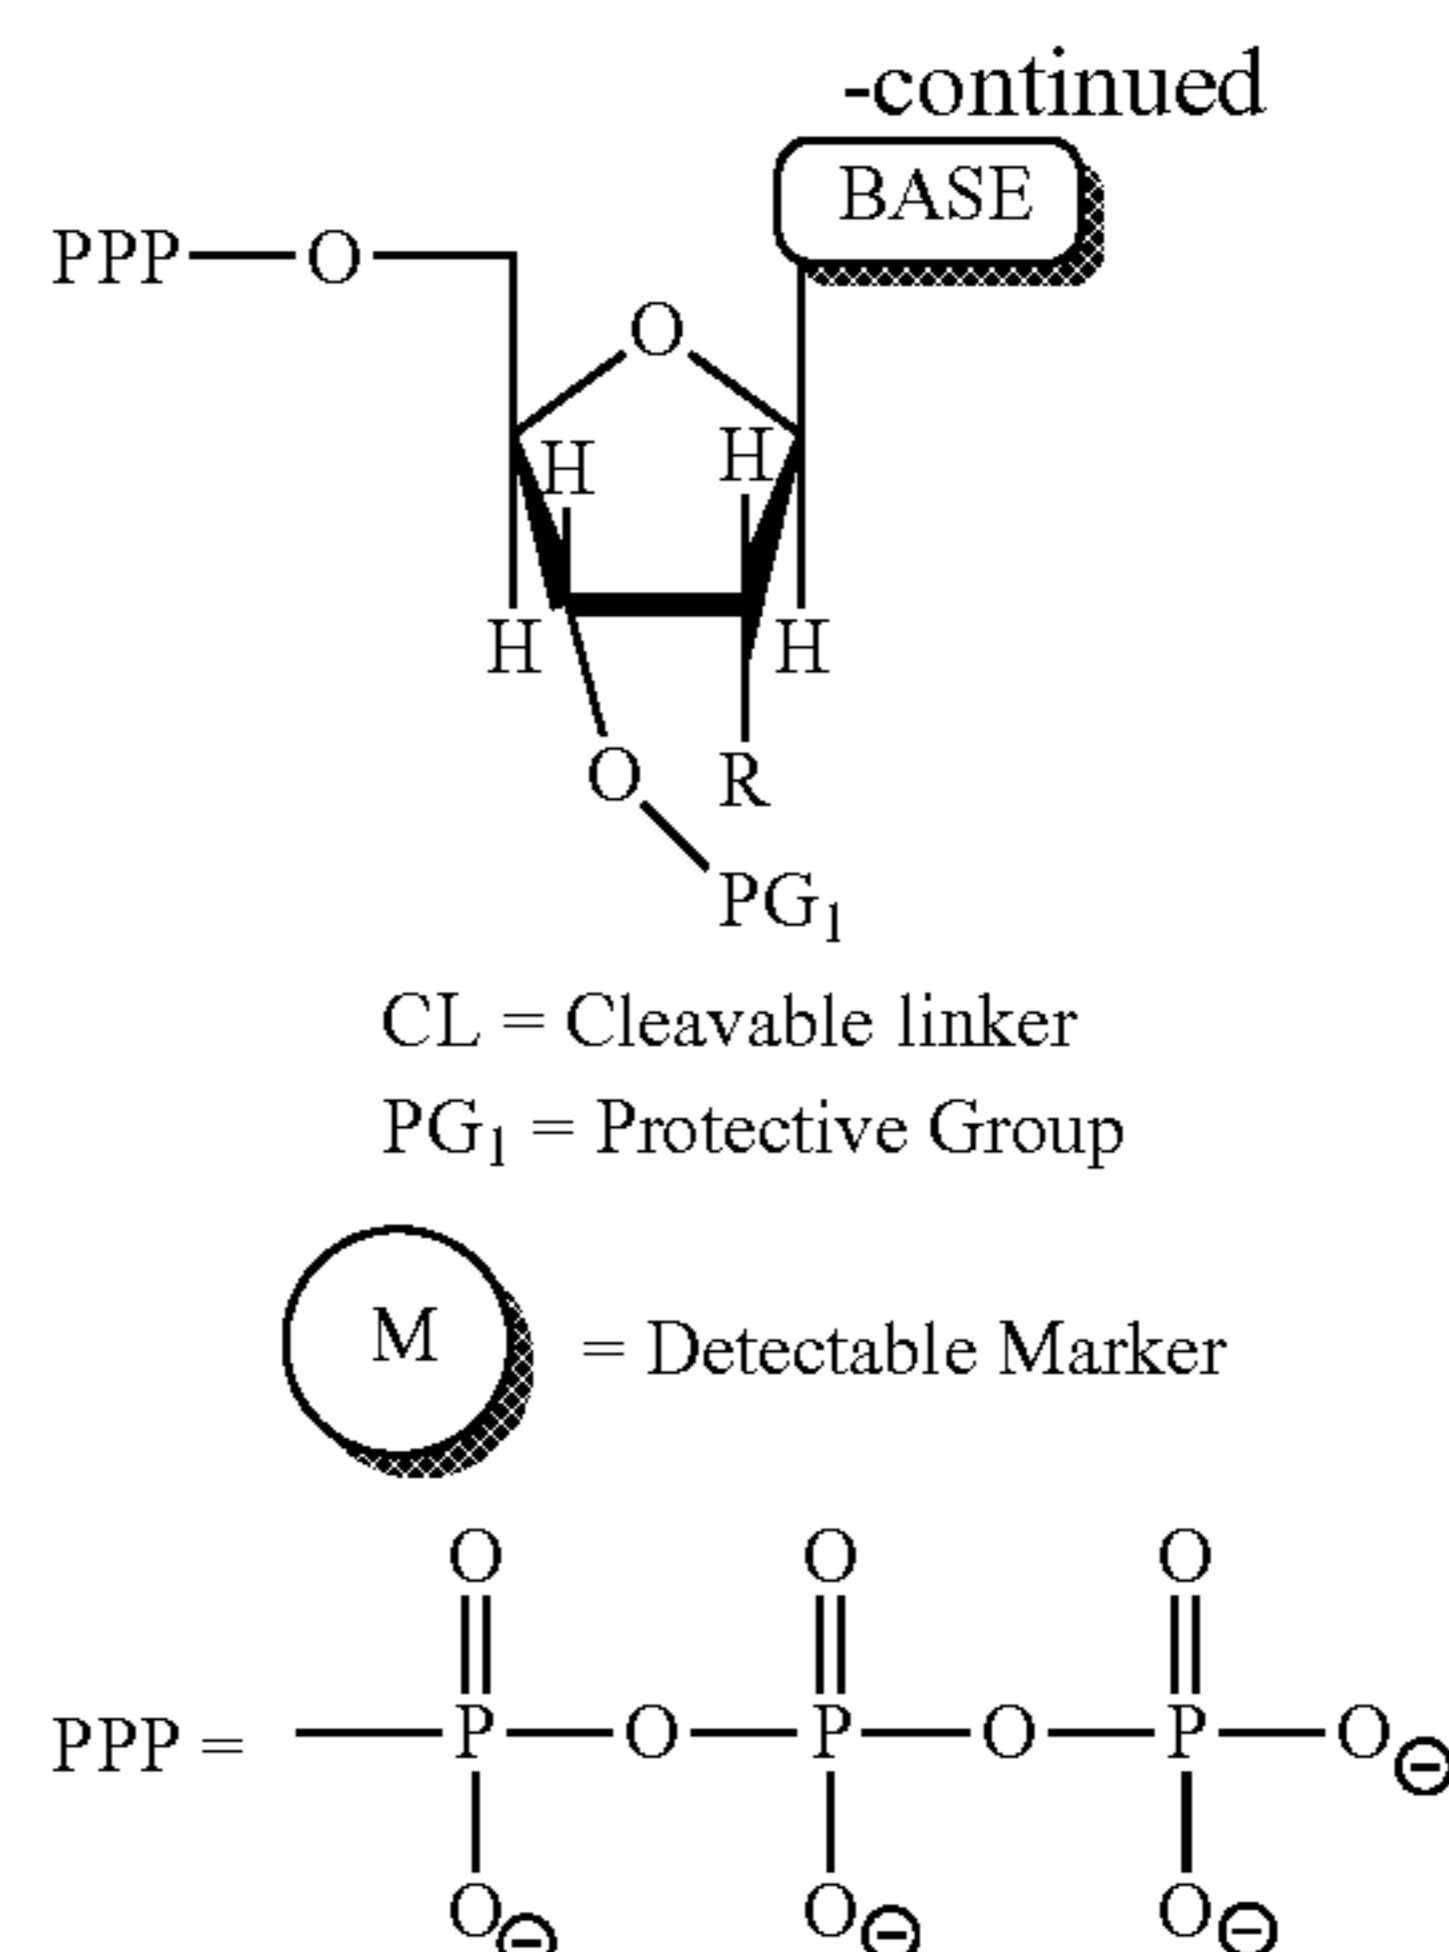 -continued
BASE
PPP O
O
H H
H H
O R
PG₁
CL = Cleavable linker
PG₁ = Protective Group
M = Detectable Marker
O O O
PPP = P O P O P O⊖
O⊖ O⊖ O⊖